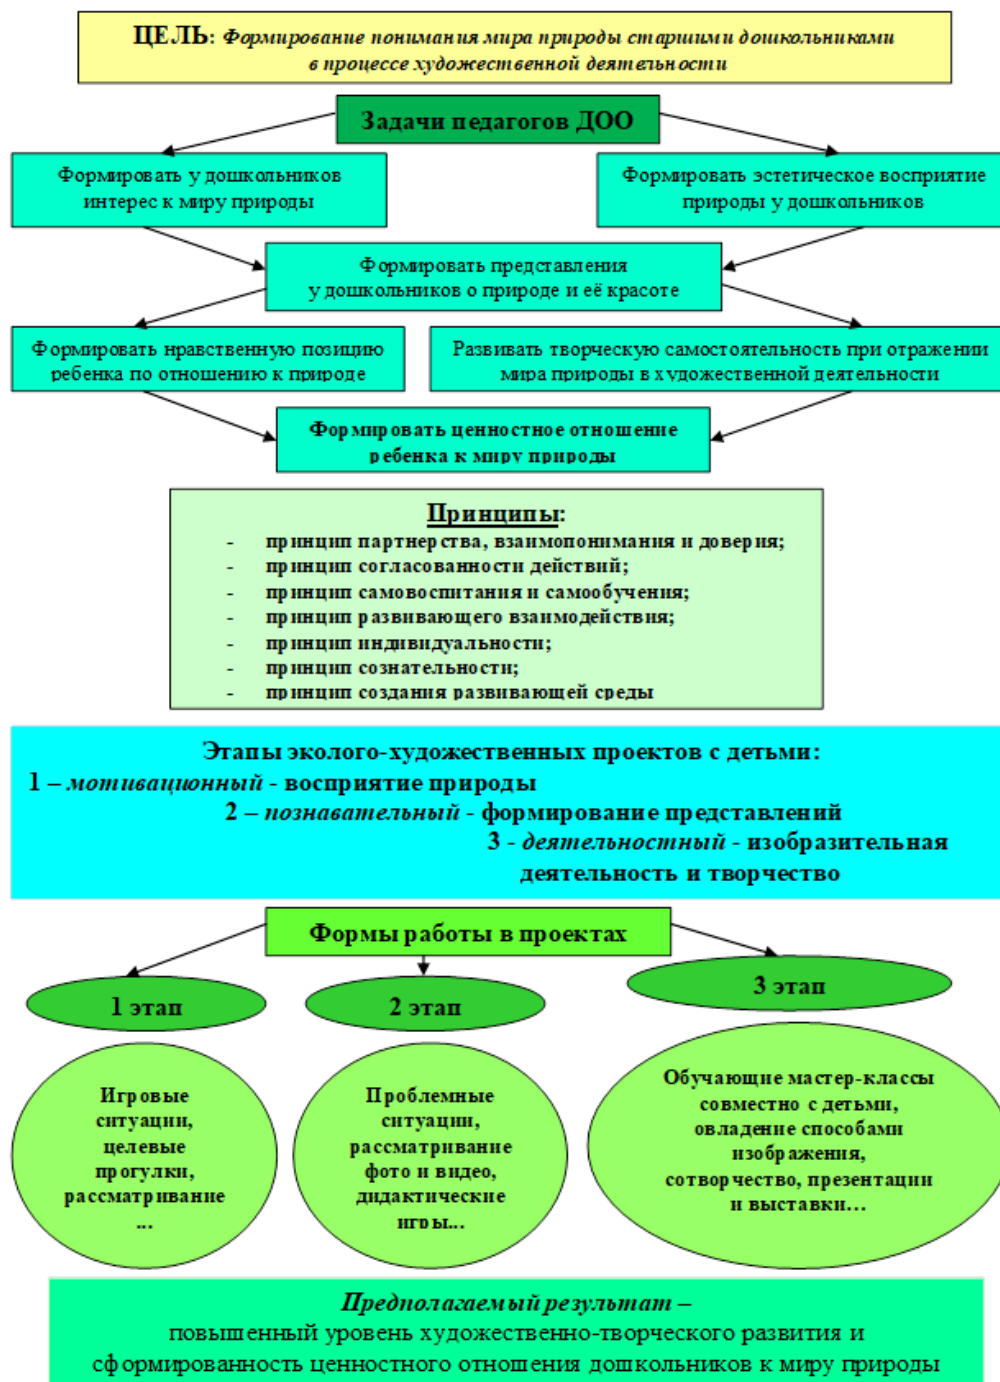 ЦЕЛЬ: Формирование понимания мира природы старшими дошкольниками
в процессе художественной деятельности
Задачи педагогов ДОО
Формировать у дошкольников
интерес к миру природы
Формировать эстетическое восприятие
природы у дошкольников
Формировать представления
у дошкольников о природе и её красоте
Формировать нравственную позицию
ребенка по отношению к природе
Развивать творческую самостоятельность при отражении
мира природы в художественной деятельности
Формировать ценностное отношение
ребенка к миру природы
Принципы:
- принцип партнерства, взаимопонимания и доверия;
- принцип согласованности действий;
- принцип самовоспитания и самообучения;
- принцип развивающего взаимодействия;
- принцип индивидуальности;
- принцип сознательности;
- принцип создания развивающей среды
Этапы эколого-художественных проектов с детьми:
1 – мотивационный - восприятие природы
2 – познавательный - формирование представлений
3 - деятельностный - изобразительная
деятельность и творчество
Формы работы в проектах
1 этап
2 этап
3 этап
Игровые
ситуации,
целевые
прогулки,
рассматривание
...
Проблемные
ситуации,
рассматривание
фото и видео,
дидактические
игры...
Обучающие мастер-классы
совместно с детьми,
овладение способами
изображения,
сотворчество, презентации
и выставки…
Предполагаемый результат –
повышенный уровень художественно-творческого развития и
сформированность ценностного отношения дошкольников к миру природы